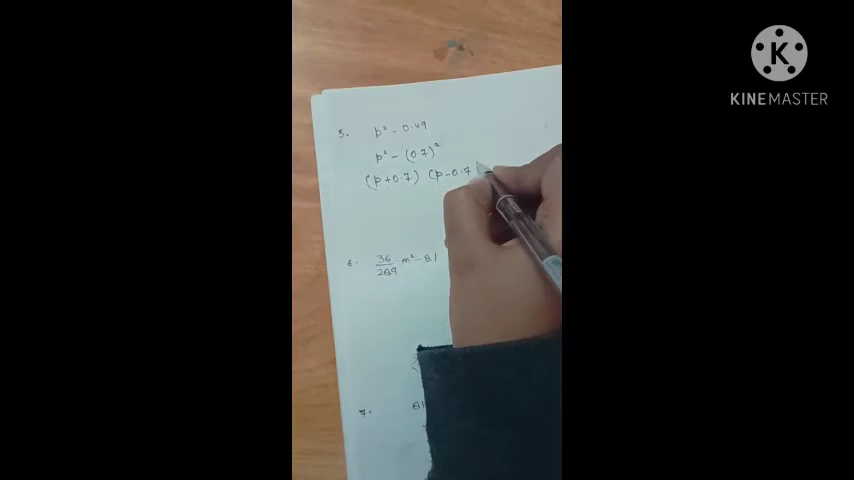 5. p² - 0.49
p² - (0.7)²
(p+0.7) (p-0.7
6. 36/289 m² - 81
7. 81
K
KINEMASTER